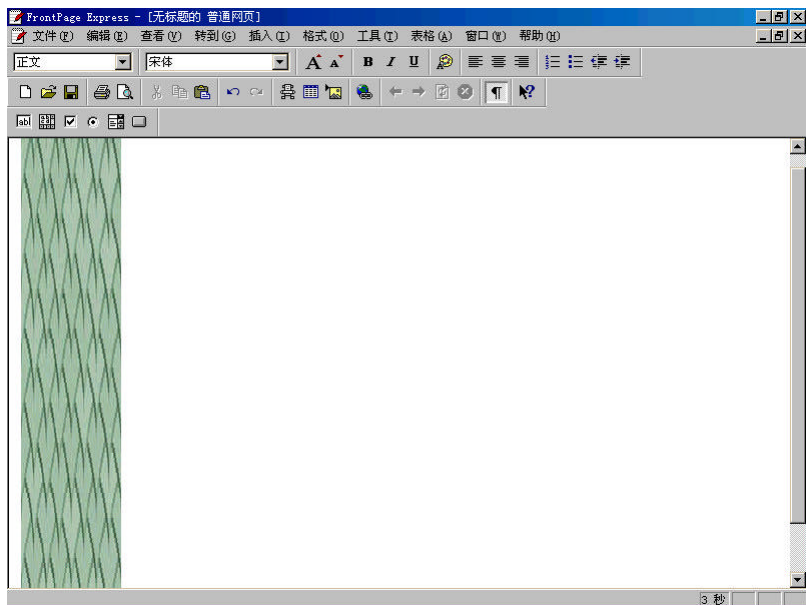 FrontPage Express - [无标题的 普通网页]
文件(F) 编辑(E) 查看(V) 转到(G) 插入(I) 格式(O) 工具(T) 表格(A) 窗口(W) 帮助(H)
正文 宋体 A A B I U
abl
3 秒